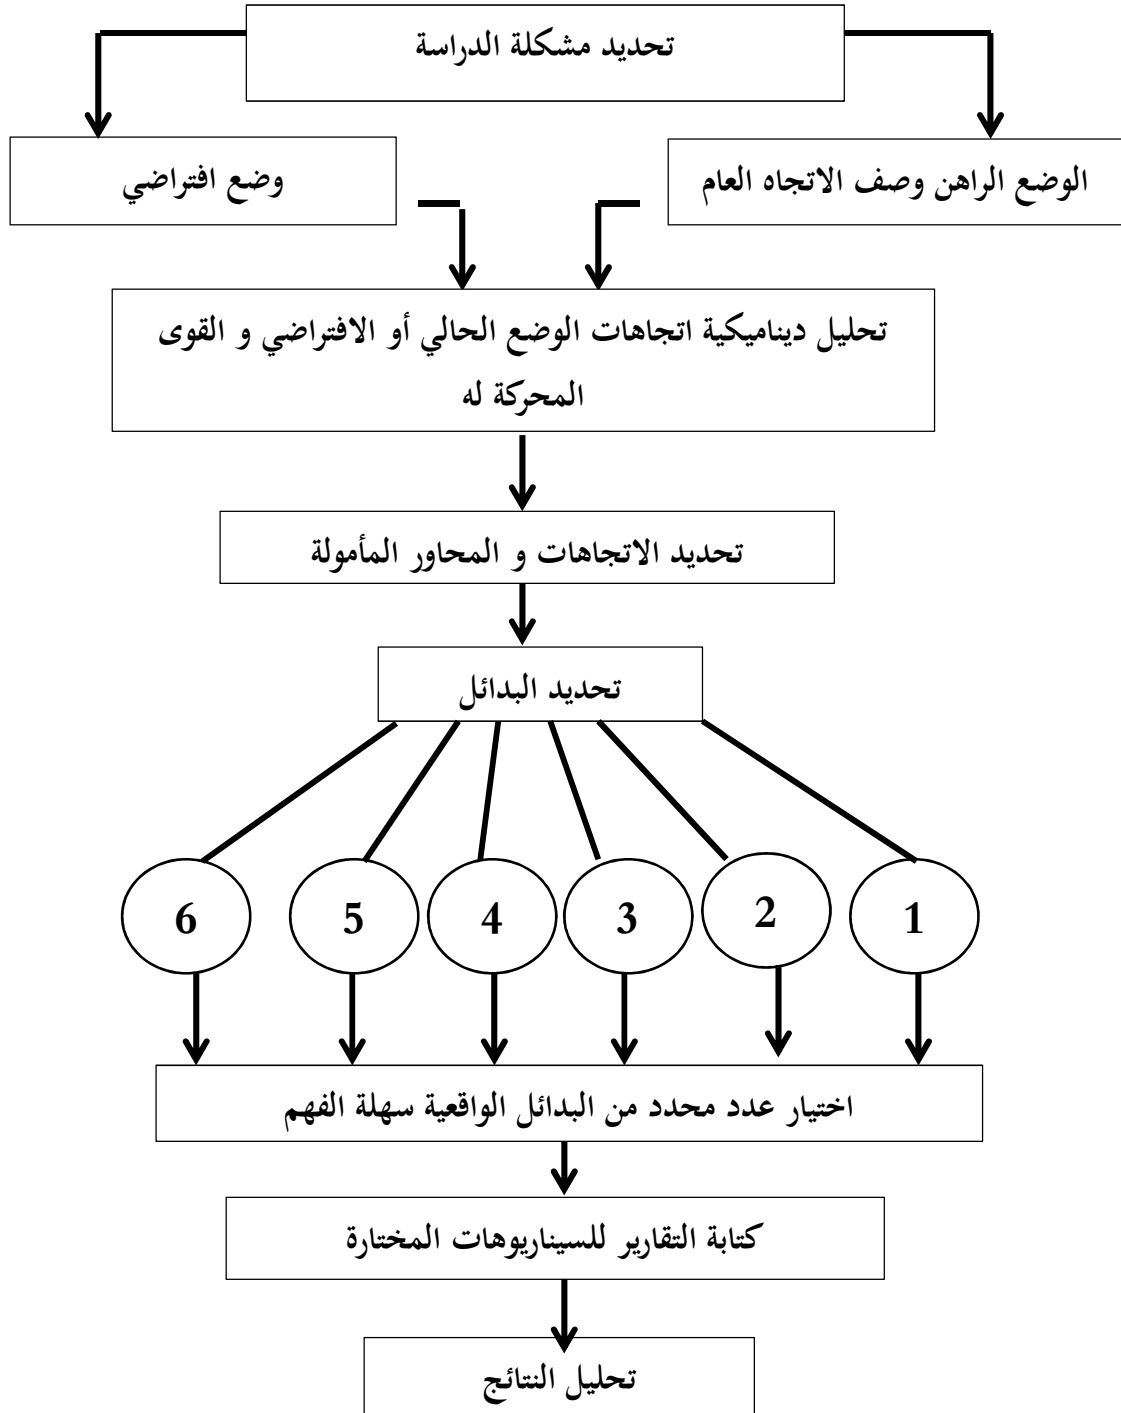 تحديد مشكلة الدراسة
الوضع الراهن وصف الاتجاه العام
وضع افتراضي
تحليل ديناميكية اتجاهات الوضع الحالي أو الافتراضي و القوى
المحركة له
تحديد الاتجاهات و المحاور المأمولة
تحديد البدائل
1
2
3
4
5
6
اختيار عدد محدد من البدائل الواقعية سهلة الفهم
كتابة التقارير للسيناريوهات المختارة
تحليل النتائج